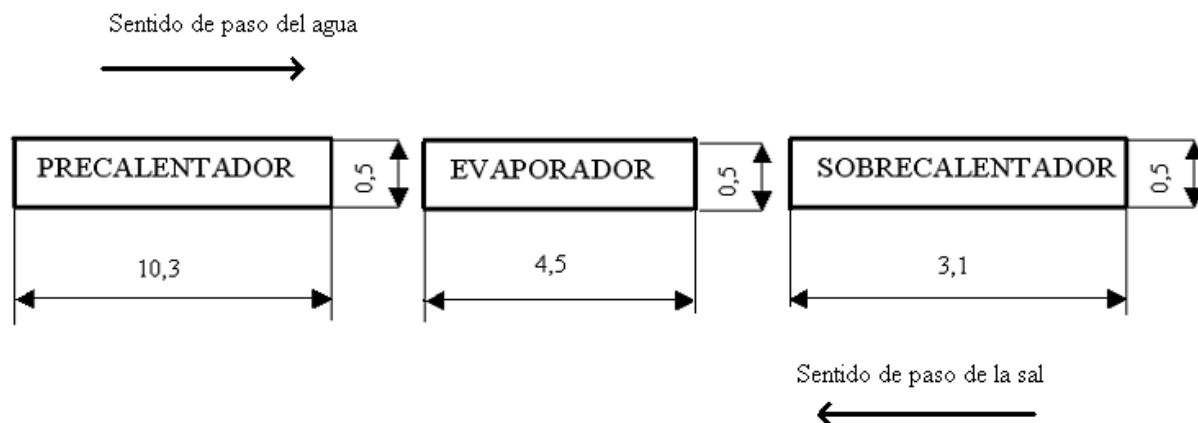 Sentido de paso del agua
PRECALENTADOR
0,5
EVAPORADOR
0,5
SOBRECALENTADOR
0,5
10,3
4,5
3,1
Sentido de paso de la sal